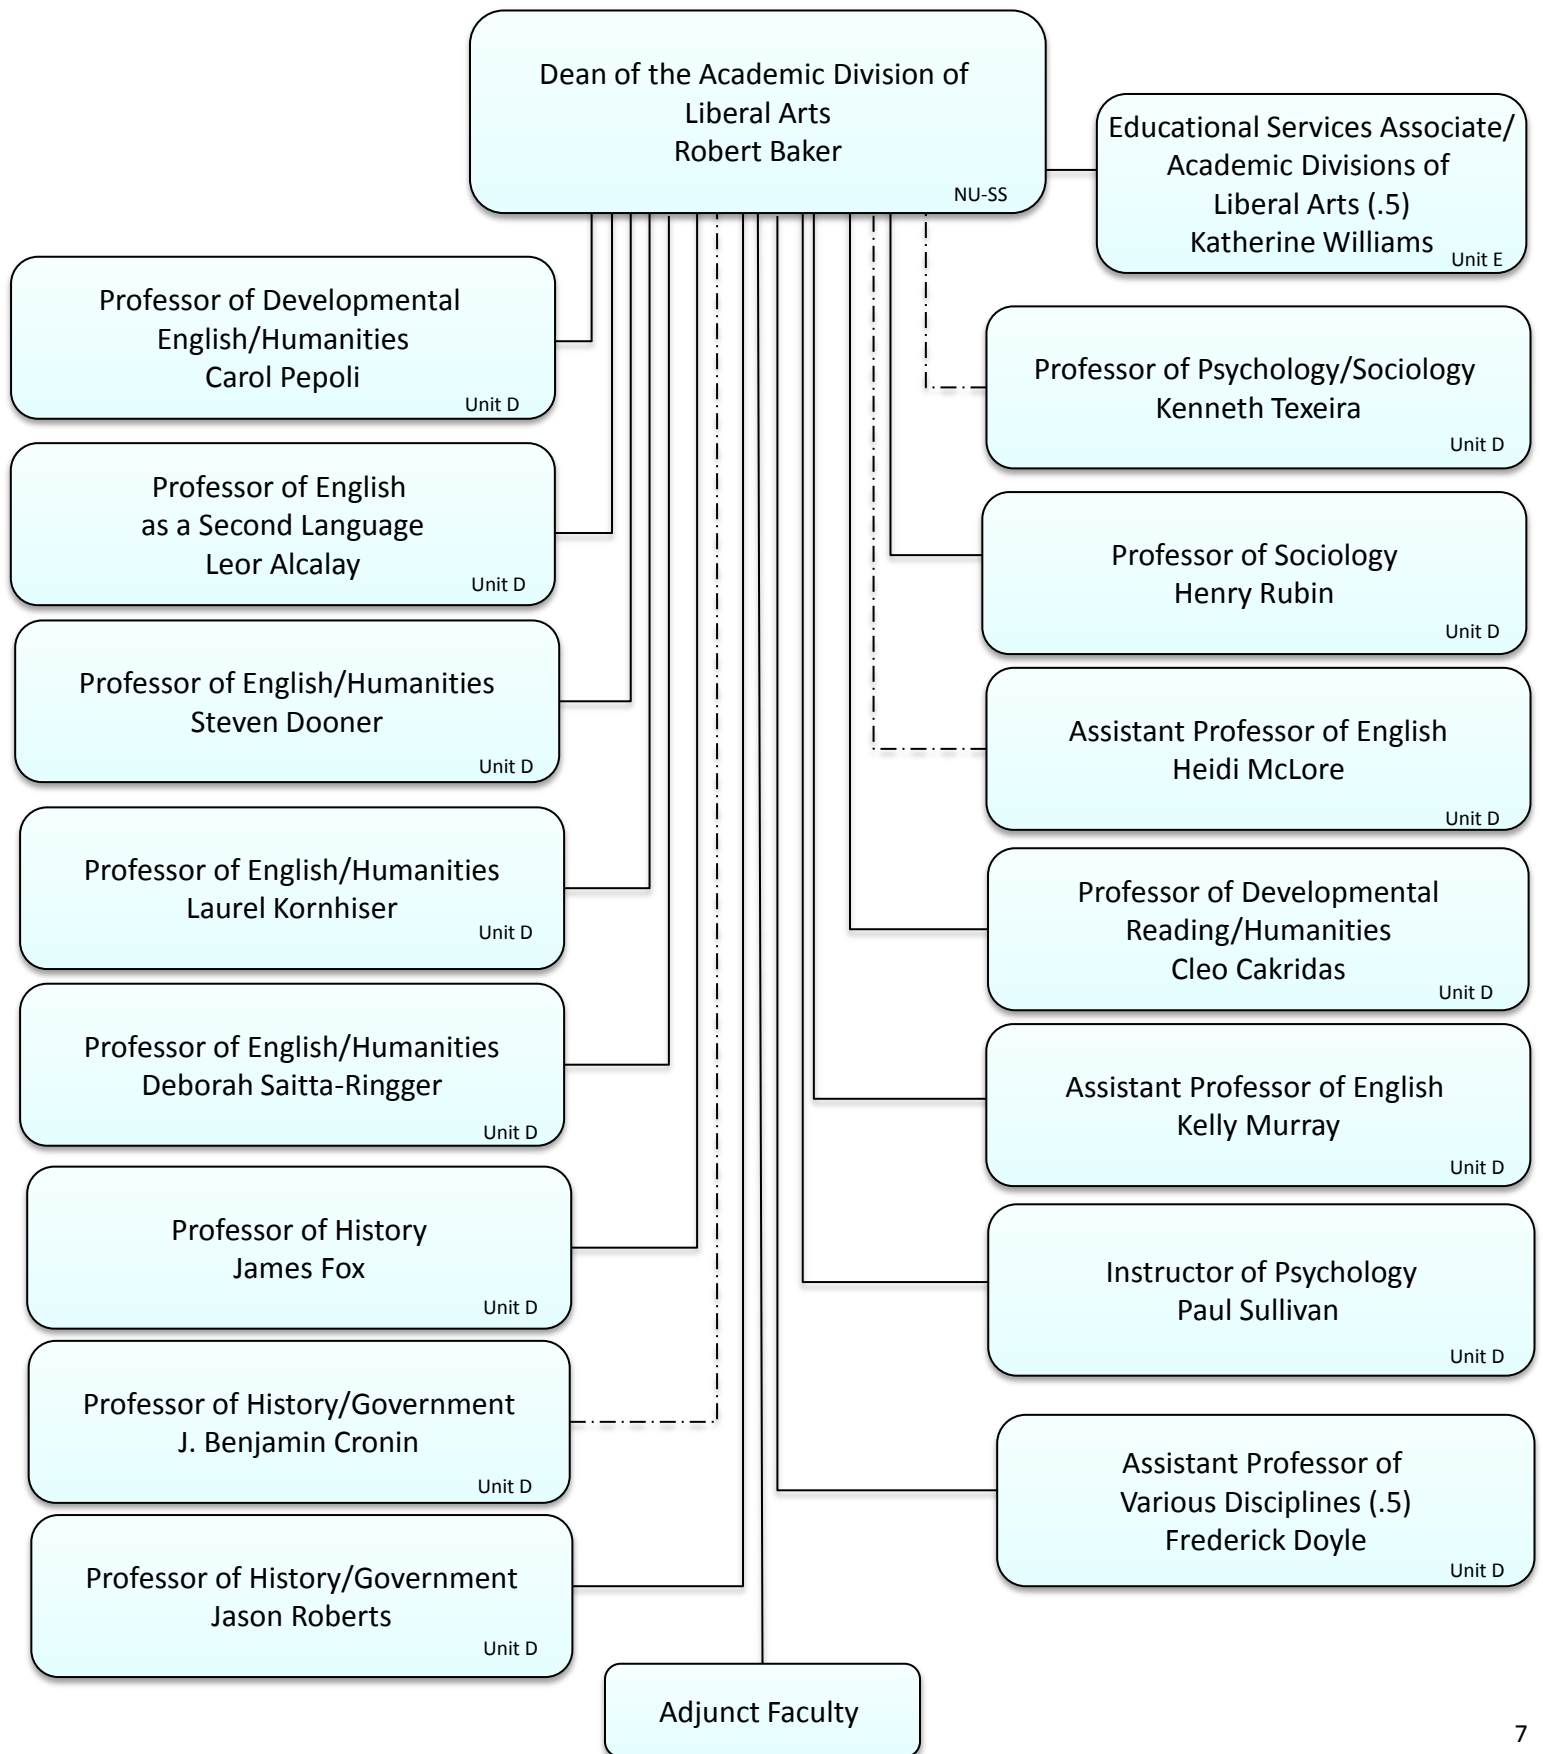 Dean of the Academic Division of
Liberal Arts
Robert Baker
NU-SS
Educational Services Associate/
Academic Divisions of
Liberal Arts (.5)
Katherine Williams
Unit E
Professor of Developmental
English/Humanities
Carol Pepoli
Unit D
Professor of English
as a Second Language
Leor Alcalay
Unit D
Professor of English/Humanities
Steven Dooner
Unit D
Professor of English/Humanities
Laurel Kornhiser
Unit D
Professor of English/Humanities
Deborah Saitta-Ringger
Unit D
Professor of History
James Fox
Unit D
Professor of History/Government
J. Benjamin Cronin
Unit D
Professor of History/Government
Jason Roberts
Unit D
Professor of Psychology/Sociology
Kenneth Texeira
Unit D
Professor of Sociology
Henry Rubin
Unit D
Assistant Professor of English
Heidi McLore
Unit D
Professor of Developmental
Reading/Humanities
Cleo Cakridas
Unit D
Assistant Professor of English
Kelly Murray
Unit D
Instructor of Psychology
Paul Sullivan
Unit D
Assistant Professor of
Various Disciplines (.5)
Frederick Doyle
Unit D
Adjunct Faculty
7